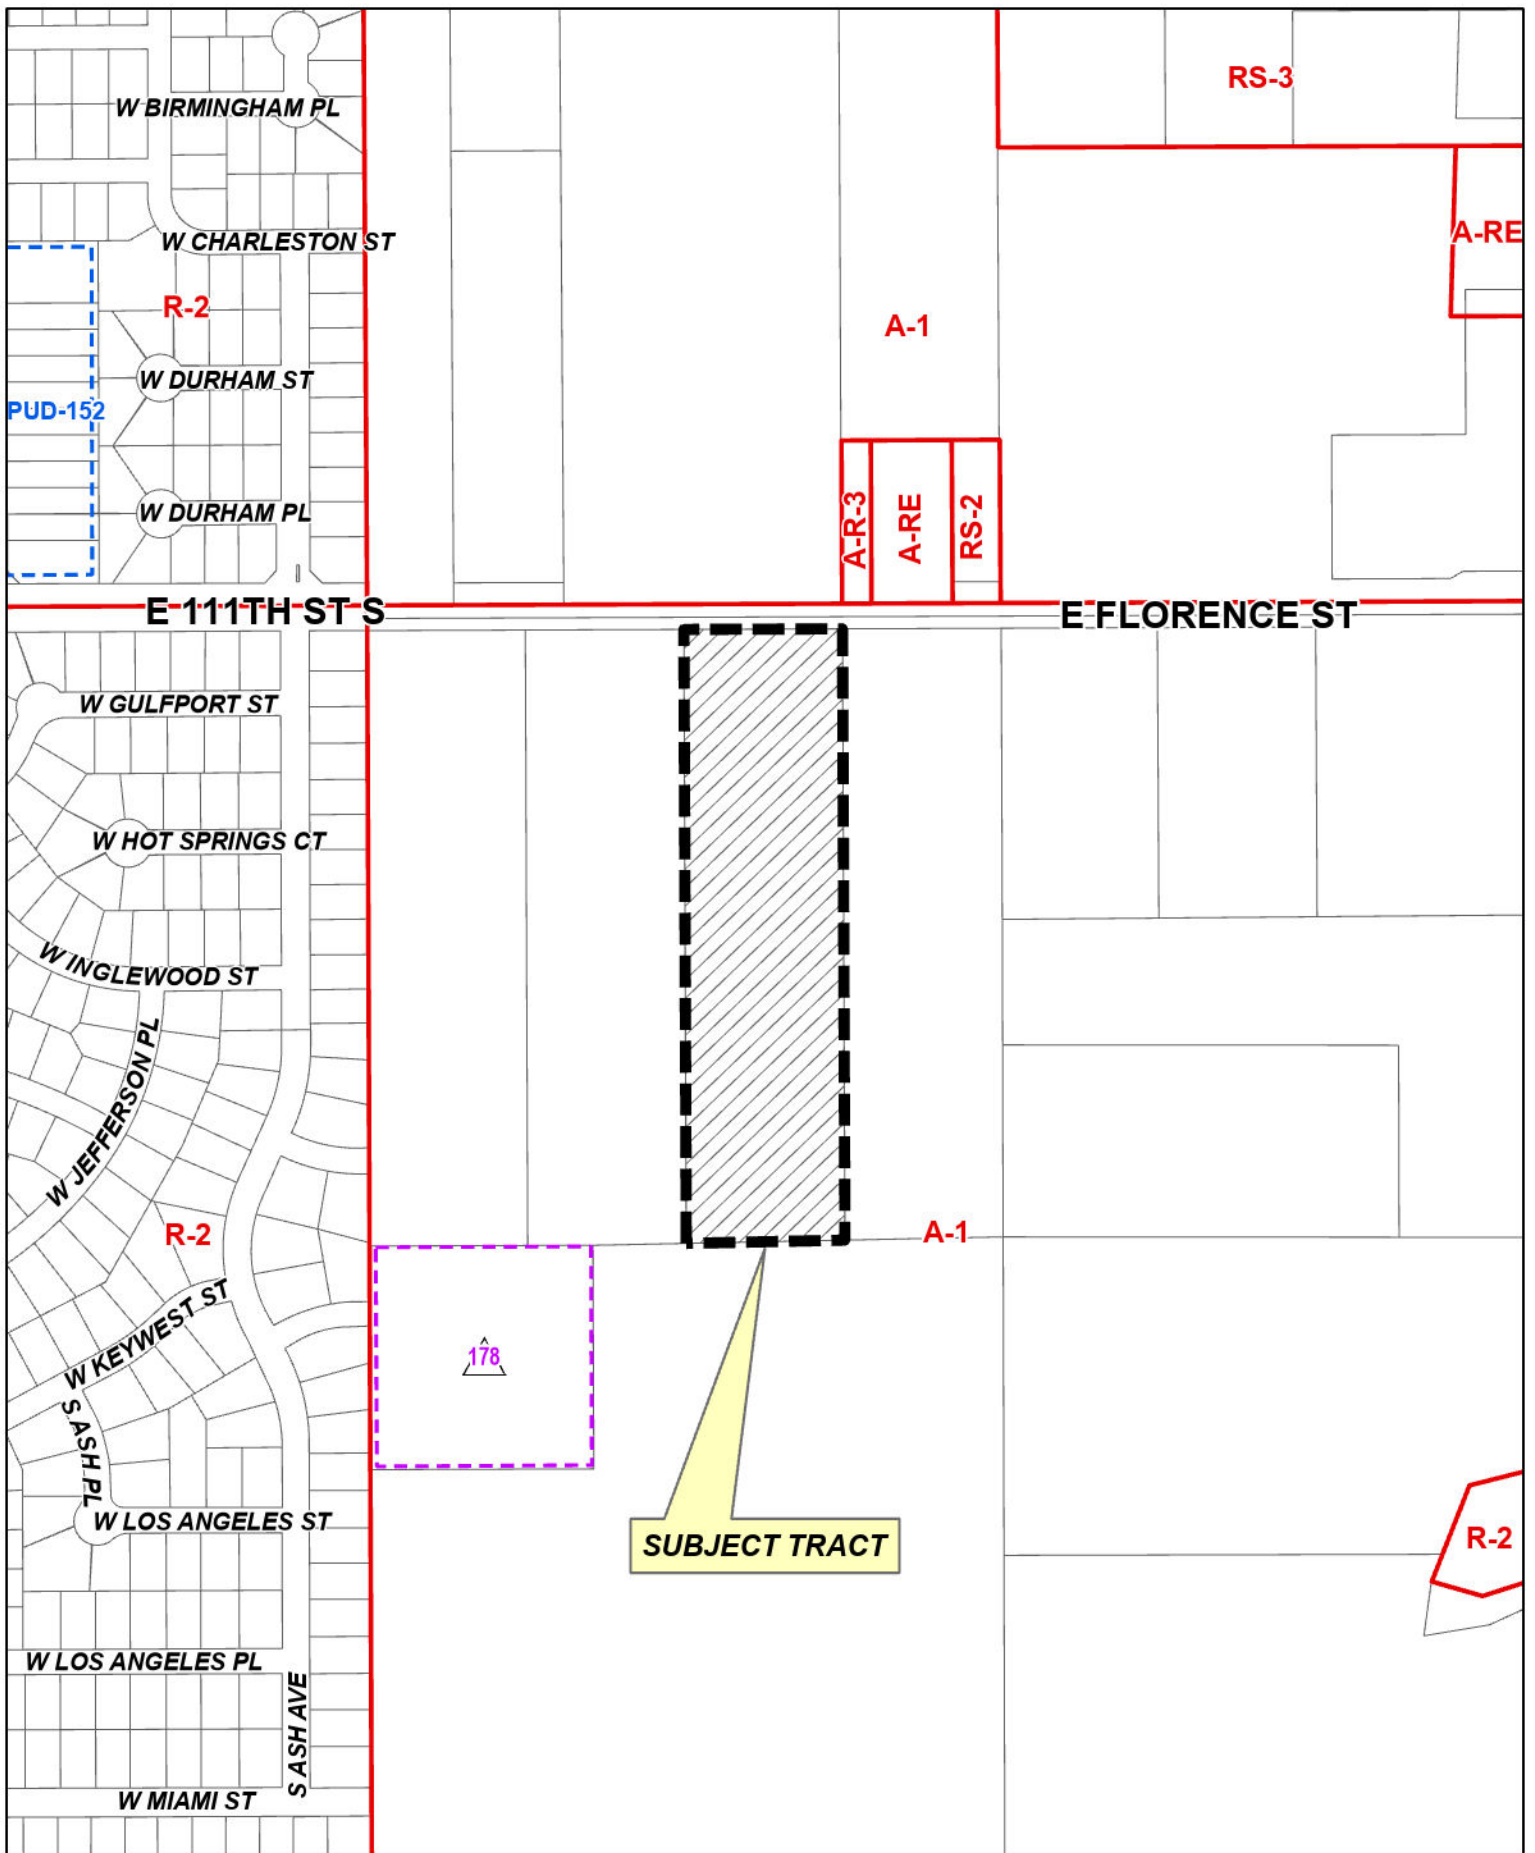 RS-3
W BIRMINGHAM PL
A-RE
W CHARLESTON ST
R-2
A-1
W DURHAM ST
PUD-152
W DURHAM PL
A-R-3
A-RE
RS-2
E 111TH ST S
E FLORENCE ST
W GULFPORT ST
W HOT SPRINGS CT
W INGLEWOOD ST
W JEFFERSON PL
R-2
A-1
W KEYWEST ST
178
S ASH PL
W LOS ANGELES ST
SUBJECT TRACT
R-2
W LOS ANGELES PL
S ASH AVE
W MIAMI ST